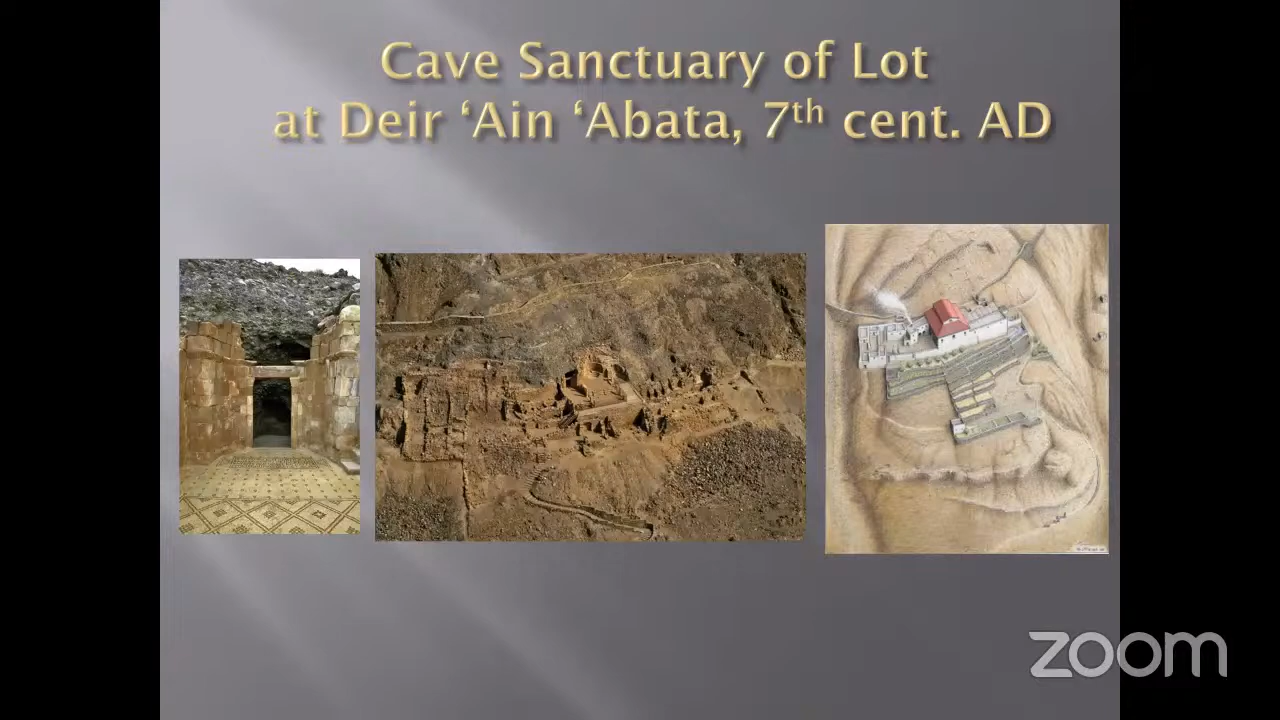 Cave Sanctuary of Lot
at Deir ‘Ain ‘Abata, 7th cent. AD
zoom